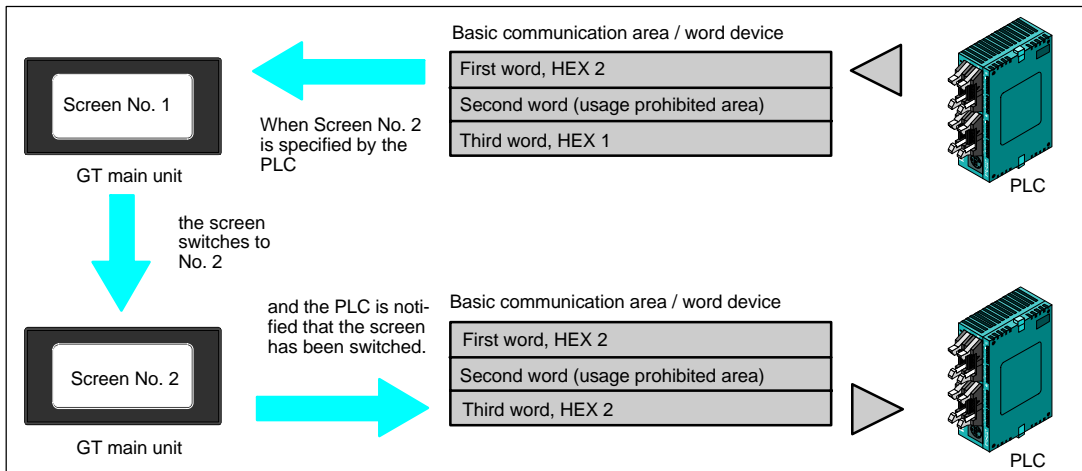 Basic communication area / word device
First word, HEX 2
Second word (usage prohibited area)
Third word, HEX 1
Screen No. 1
GT main unit
When Screen No. 2
is specified by the
PLC
PLC
the screen
switches to
No. 2
Screen No. 2
GT main unit
and the PLC is noti-
fied that the screen
has been switched.
Basic communication area / word device
First word, HEX 2
Second word (usage prohibited area)
Third word, HEX 2
PLC